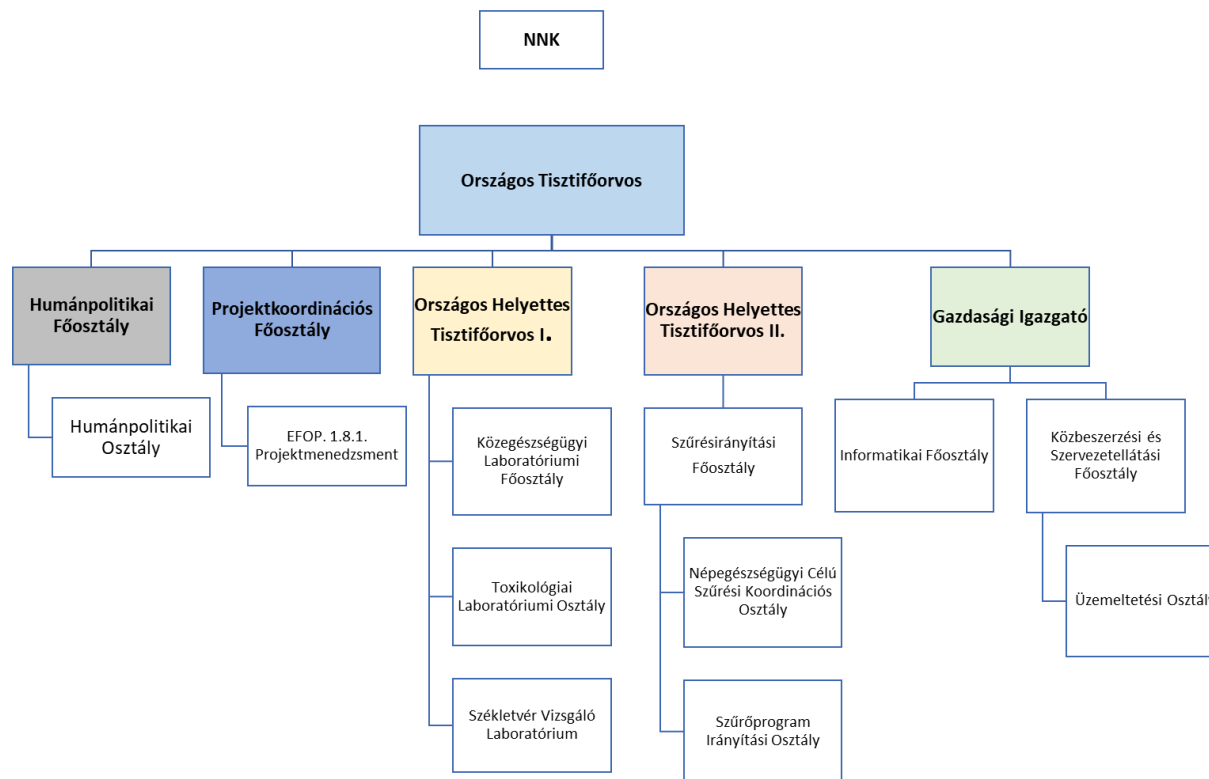 NNK
Országos Tisztifőorvos
Humánpolitikai
Főosztály
Projektkoordinációs
Főosztály
Országos Helyettes
Tisztifőorvos I.
Országos Helyettes
Tisztifőorvos II.
Gazdasági Igazgató
Humánpolitikai
Osztály
EFOP. 1.8.1.
Projektmenedzsment
Közegészségügyi
Laboratóriumi
Főosztály
Szűrésirányítási
Főosztály
Informatikai Főosztály
Közbeszerzési és
Szervezetellátási
Főosztály
Toxikológiai
Laboratóriumi Osztály
Népegészségügyi Célú
Szűrési Koordinációs
Osztály
Üzemeltetési Osztály
Székletvér Vizsgáló
Laboratórium
Szűrőprogram
Irányítási Osztály